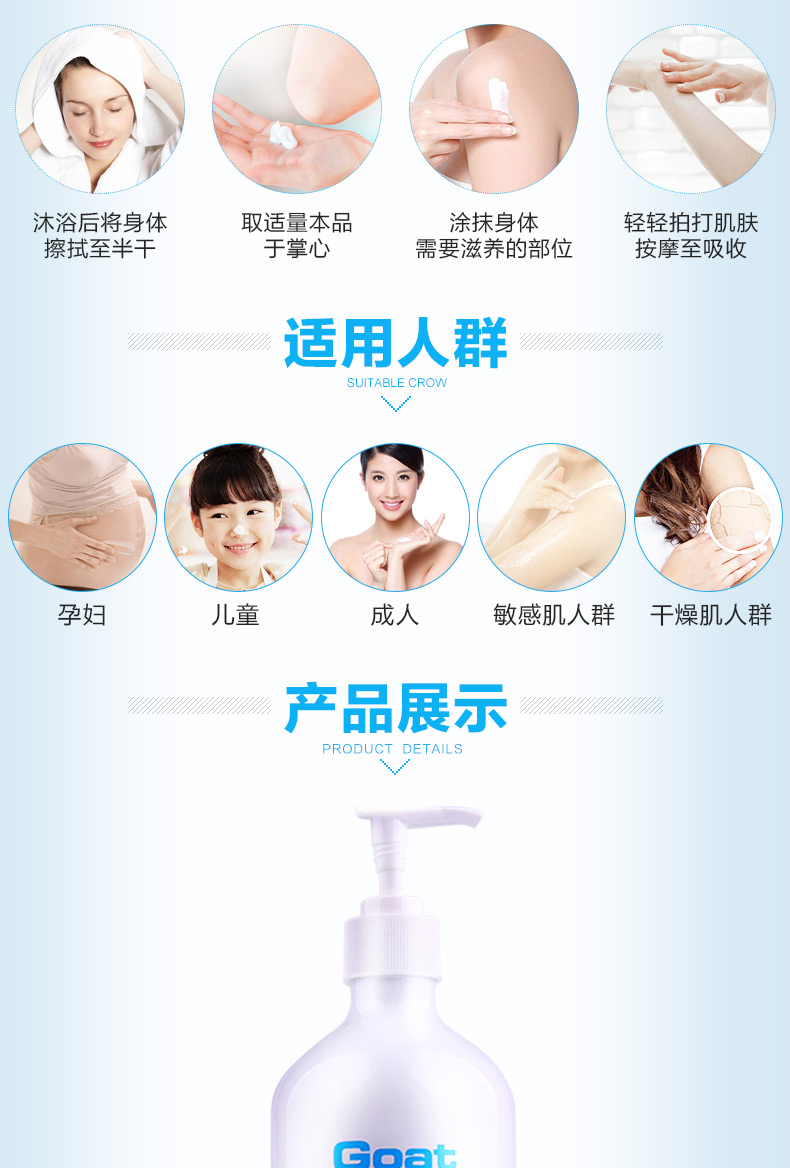 沐浴后将身体
擦拭至半干
取适量本品
于掌心
涂抹身体
需要滋养的部位
轻轻拍打肌肤
按摩至吸收
适用人群
SUITABLE CROW
孕妇
儿童
成人
敏感肌人群
干燥肌人群
产品展示
PRODUCT DETAILS
Goat